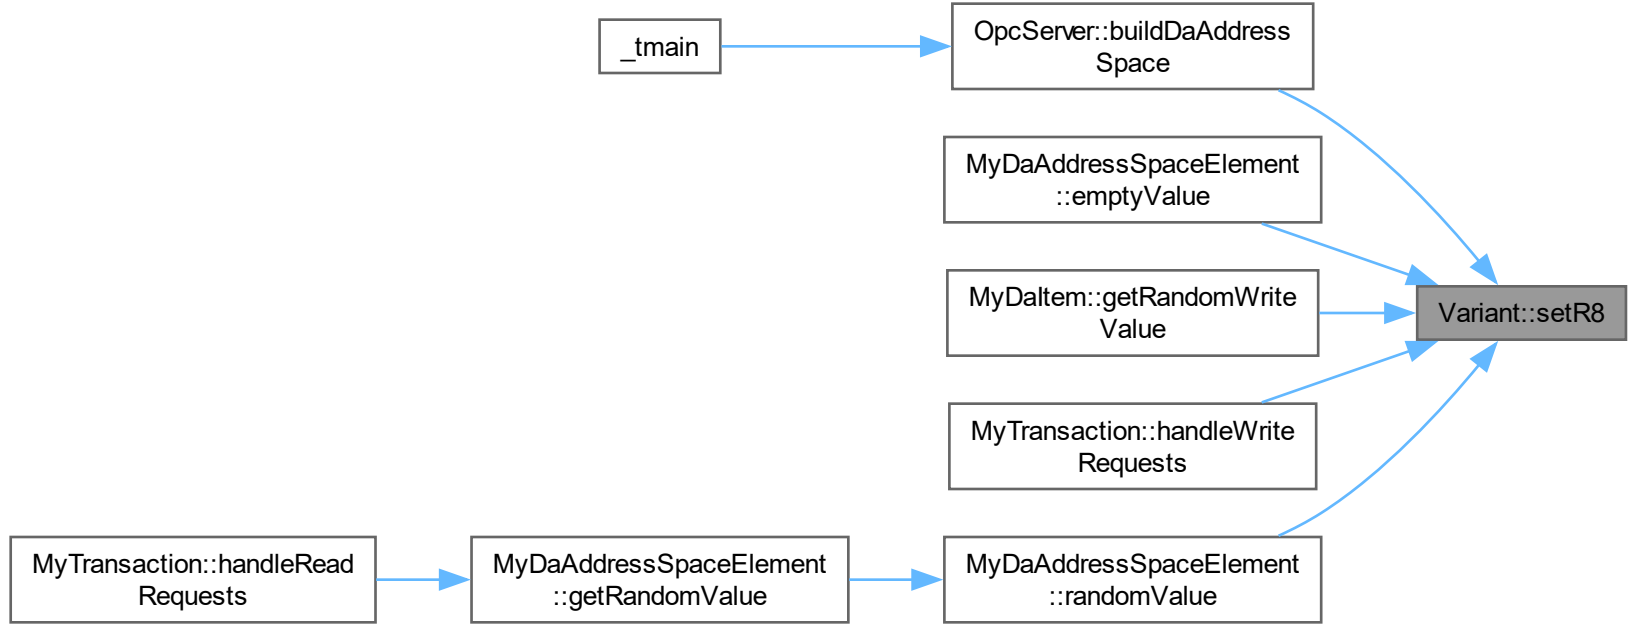 _tmain
OpcServer::buildDaAddress
Space
MyDaAddressSpaceElement
::emptyValue
MyDaItem::getRandomWrite
Value
Variant::setR8
MyTransaction::handleWrite
Requests
MyTransaction::handleRead
Requests
MyDaAddressSpaceElement
::getRandomValue
MyDaAddressSpaceElement
::randomValue